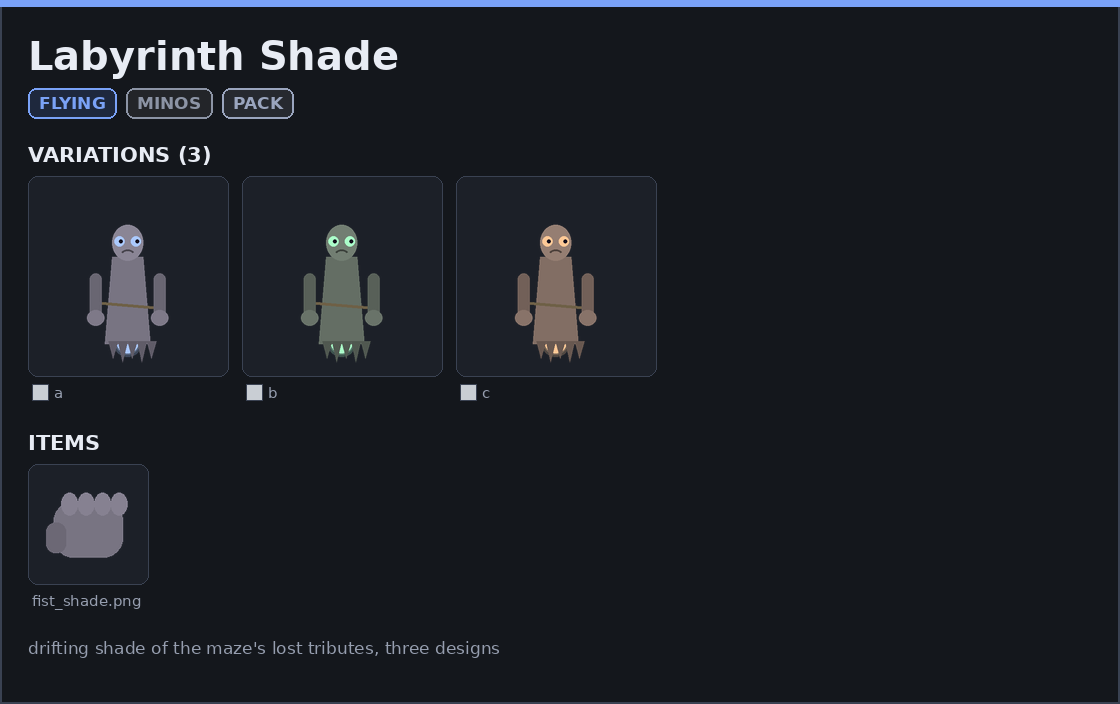 Labyrinth Shade
FLYING MINOS PACK
VARIATIONS (3)
a b c
ITEMS
fist_shade.png
drifting shade of the maze's lost tributes, three designs